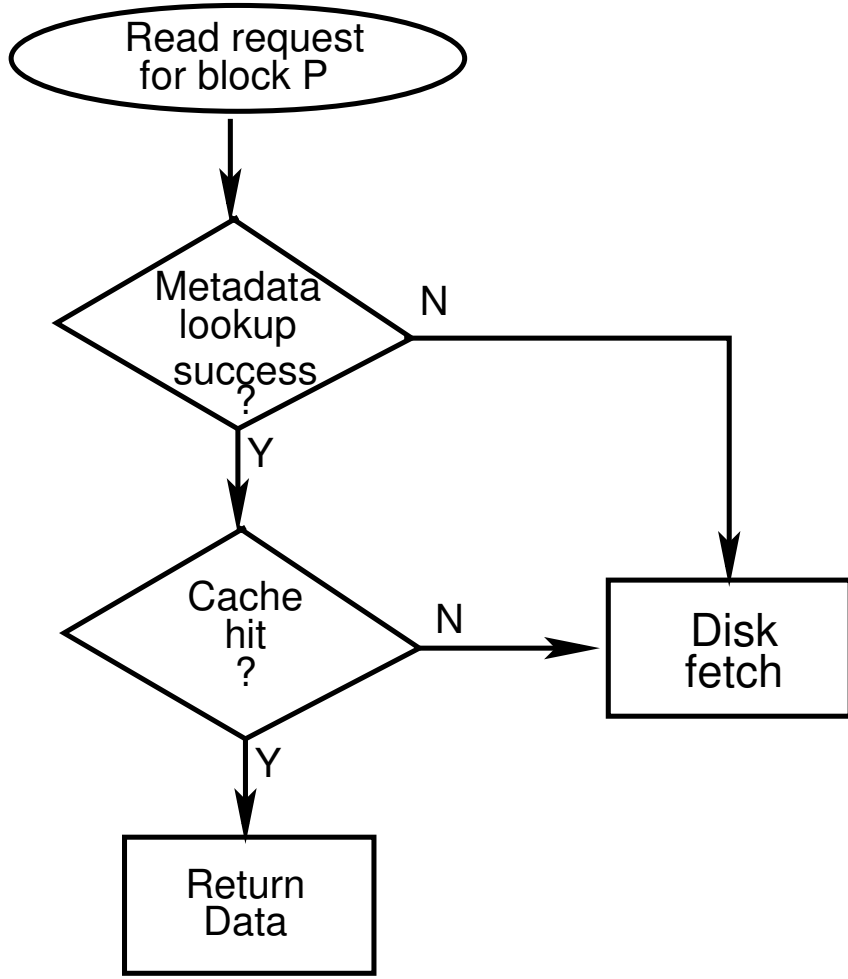 Read request
for block P
Metadata
lookup
success
?
N
Y
Cache
hit
?
N
Disk
fetch
Y
Return
Data